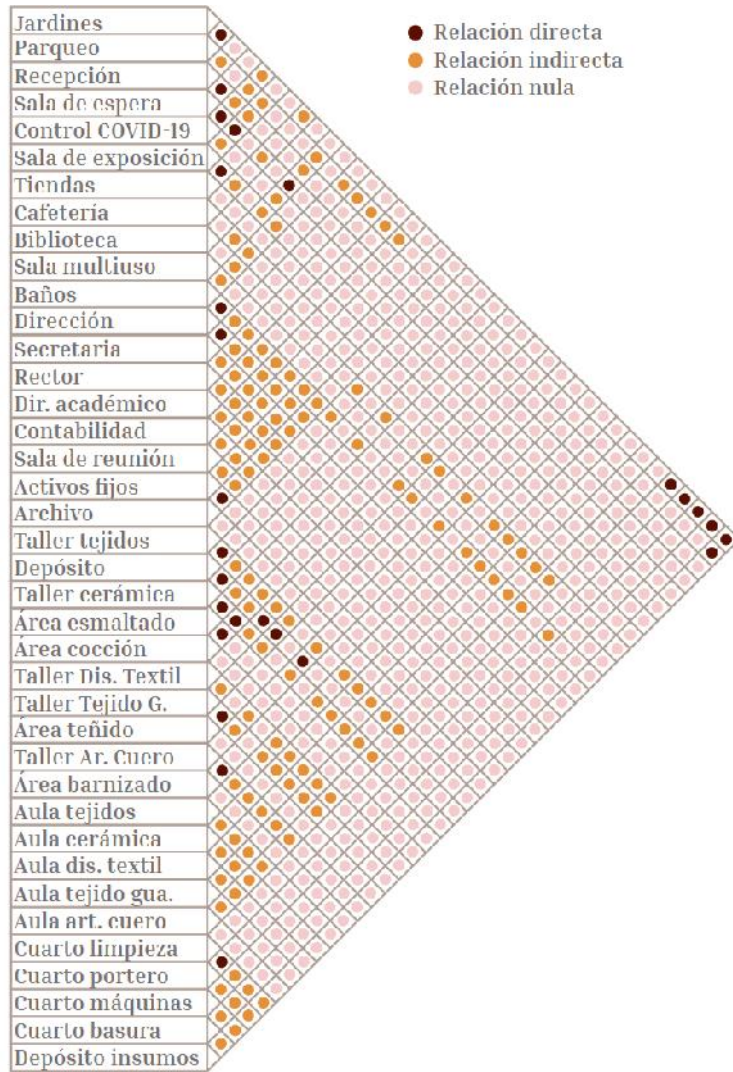 Jardines
Parqueo
Recepción
Sala de espera
Control COVID-19
Sala de exposición
Tiendas
Cafetería
Biblioteca
Sala multiuso
Baños
Dirección
Secretaria
Rector
Dir. académico
Contabilidad
Sala de reunión
Activos fijos
Archivo
Taller tejidos
Depósito
Taller cerámica
Área esmaltado
Área cocción
Taller Dis. Textil
Taller Tejido G.
Área teñido
Taller Ar. Cuero
Área barnizado
Aula tejidos
Aula cerámica
Aula dis. textil
Aula tejido gua.
Aula art. cuero
Cuarto limpieza
Cuarto portero
Cuarto máquinas
Cuarto basura
Depósito insumos
Relación directa
Relación indirecta
Relación nula